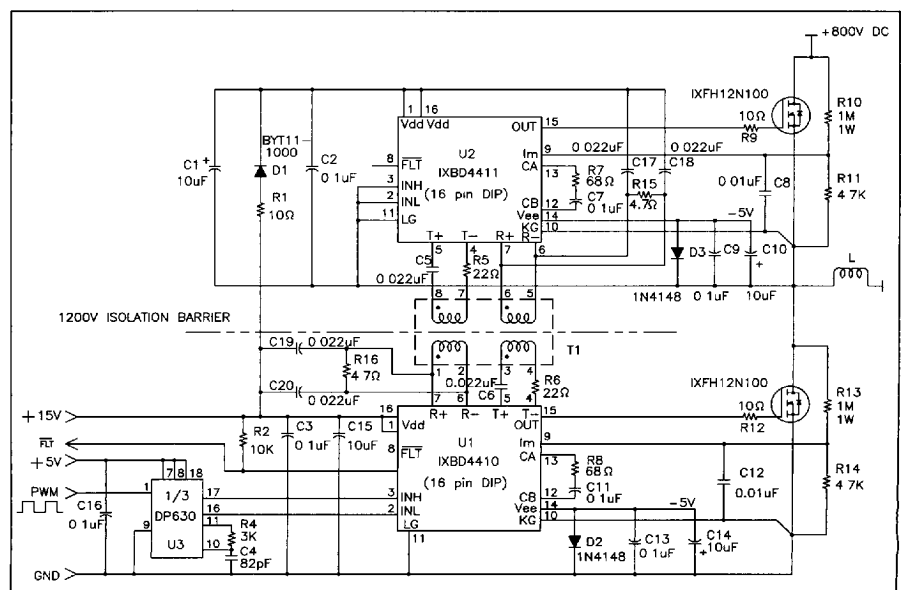 +800V DC
IXFH12N100
10Ω
R9
R10
1M
1W
1 16
Vdd Vdd
OUT
15
BYT11-
1000
D1
C1
+
10uF
C2
0.1uF
8
FLT
U2
IXBD4411
(16 pin DIP)
Im
9
0.022uF
0.022uF
CA
13
R7
68Ω
C7
0.1uF
C17
C18
R15
4.7Ω
0.01uF
C8
R11
4.7K
R1
10Ω
3
INH
2
INL
11
LG
CB
12
Vee
14
KG
10
-5V
T+
T-
R+
R-
5
4
7
6
C5
0.022uF
R5
22Ω
D3
1N4148
C9
0.1uF
C10
+
10uF
L
8
7
6
5
1200V ISOLATION BARRIER
T1
C19
0.022uF
R16
4.7Ω
C20
0.022uF
1
2
3
4
0.022uF
C6
R6
22Ω
7
6
5
4
R+
R-
T+
T-
IXFH12N100
10Ω
R12
R13
1M
1W
+15V
16
1
Vdd
OUT
15
FLT
R2
10K
C3
0.1uF
C15
10uF
8
FLT
U1
IXBD4410
(16 pin DIP)
Im
9
CA
13
R8
68Ω
C11
0.1uF
C12
0.01uF
R14
4.7K
+5V
7 8 18
PWM
1
1/3
DP630
U3
17
16
11
10
9
C16
0.1uF
R4
3K
C4
82pF
3
INH
2
INL
LG
11
CB
12
Vee
14
KG
10
-5V
D2
1N4148
C13
0.1uF
C14
+
10uF
GND